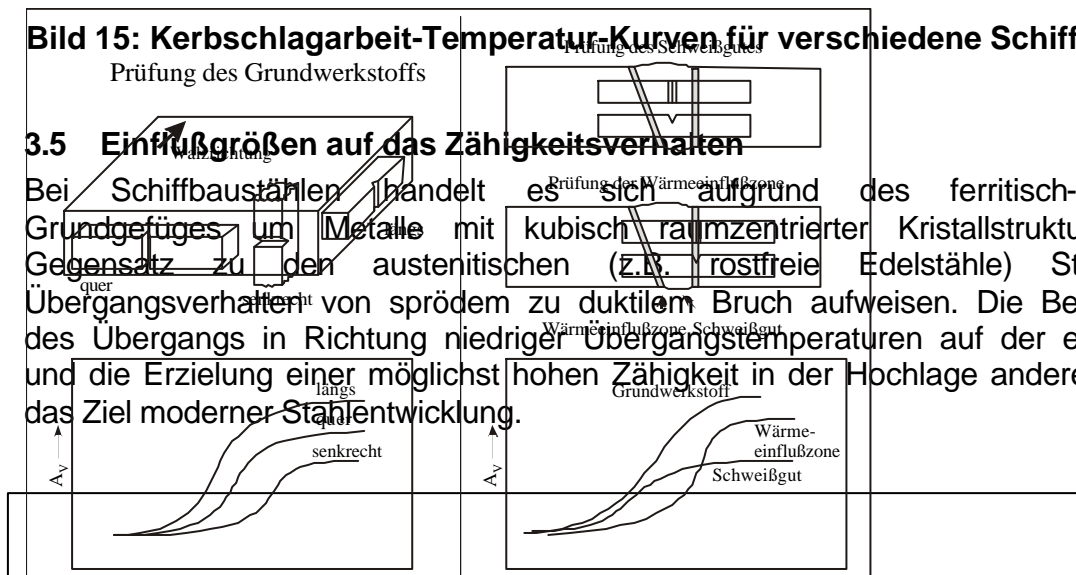 Bild 15: Kerbschlagarbeit-Temperatur-Kurven für verschiedene Schiff
3.5 Einflußgrößen auf das Zähigkeitsverhalten
Bei Schiffbaustählen handelt es sich aufgrund des ferritisch-
Grundgefüges um Metalle mit kubisch raumzentrierter Kristallstruktu
Gegensatz zu den austenitischen (z.B. rostfreie Edelstähle) St
Übergangsverhalten von sprödem zu duktilem Bruch aufweisen. Die Be
des Übergangs in Richtung niedriger Übergangstemperaturen auf der e
und die Erzielung einer möglichst hohen Zähigkeit in der Hochlage andere
das Ziel moderner Stahlentwicklung.
Prüfung des Grundwerkstoffs
Walzrichtung
längs
quer
senkrecht
Prüfung des Schweißgutes
Prüfung der Wärmeeinflußzone
Wärmeeinflußzone Schweißgut
längs
quer
senkrecht
A_V
Grundwerkstoff
Wärme-
einflußzone
Schweißgut
A_V